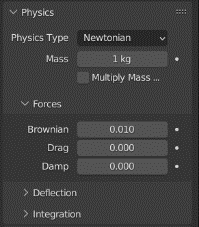 Physics
Physics Type Newtonian
Mass 1 kg
Multiply Mass ...
Forces
Brownian 0.010
Drag 0.000
Damp 0.000
Deflection
Integration